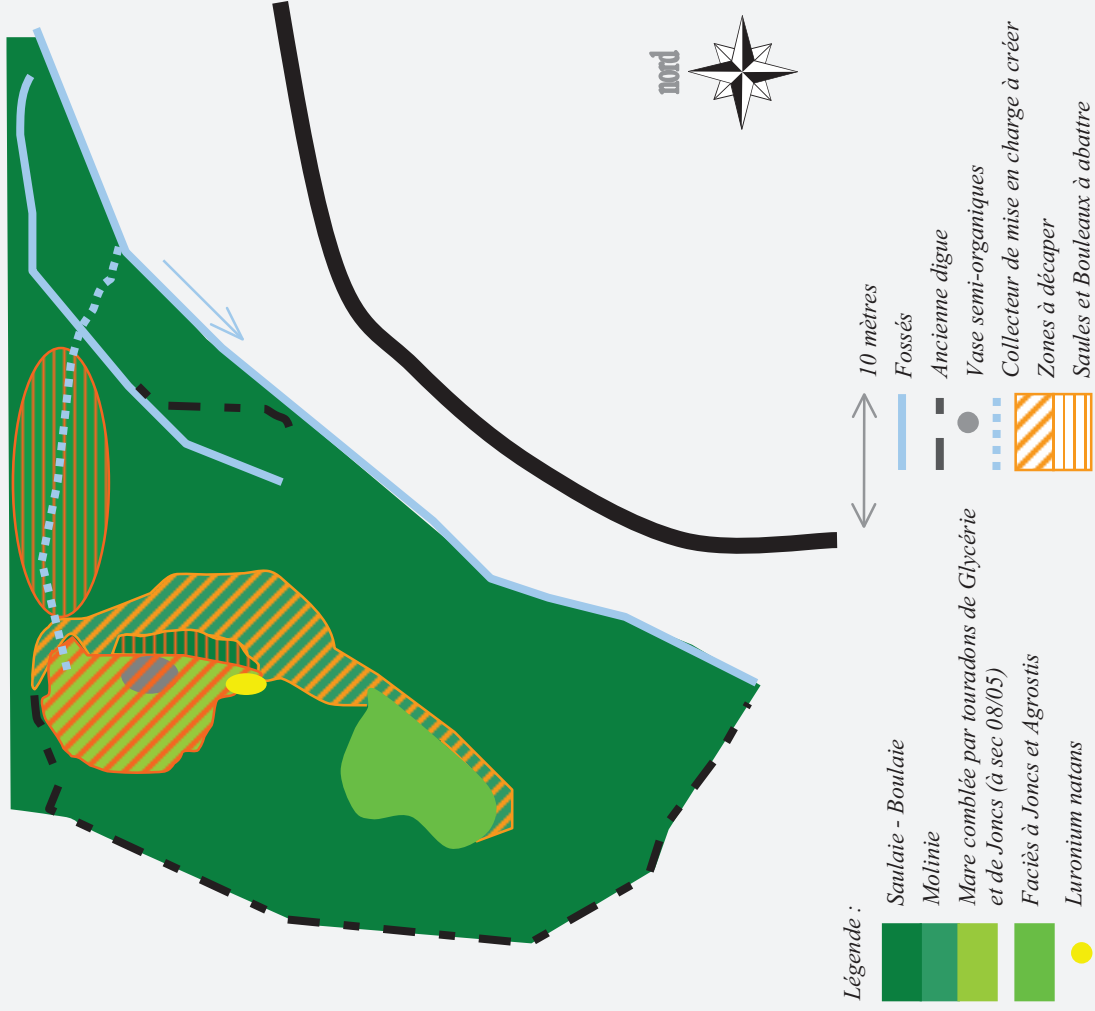 nord
Légende :
Saulaie - Boulaie
Molinie
Mare comblée par touradons de Glycérie
et de Joncs (à sec 08/05)
Faciès à Joncs et Agrostis
Luronium natans
10 mètres
Fossés
Ancienne digue
Vase semi-organiques
Collecteur de mise en charge à créer
Zones à décaper
Saules et Bouleaux à abattre